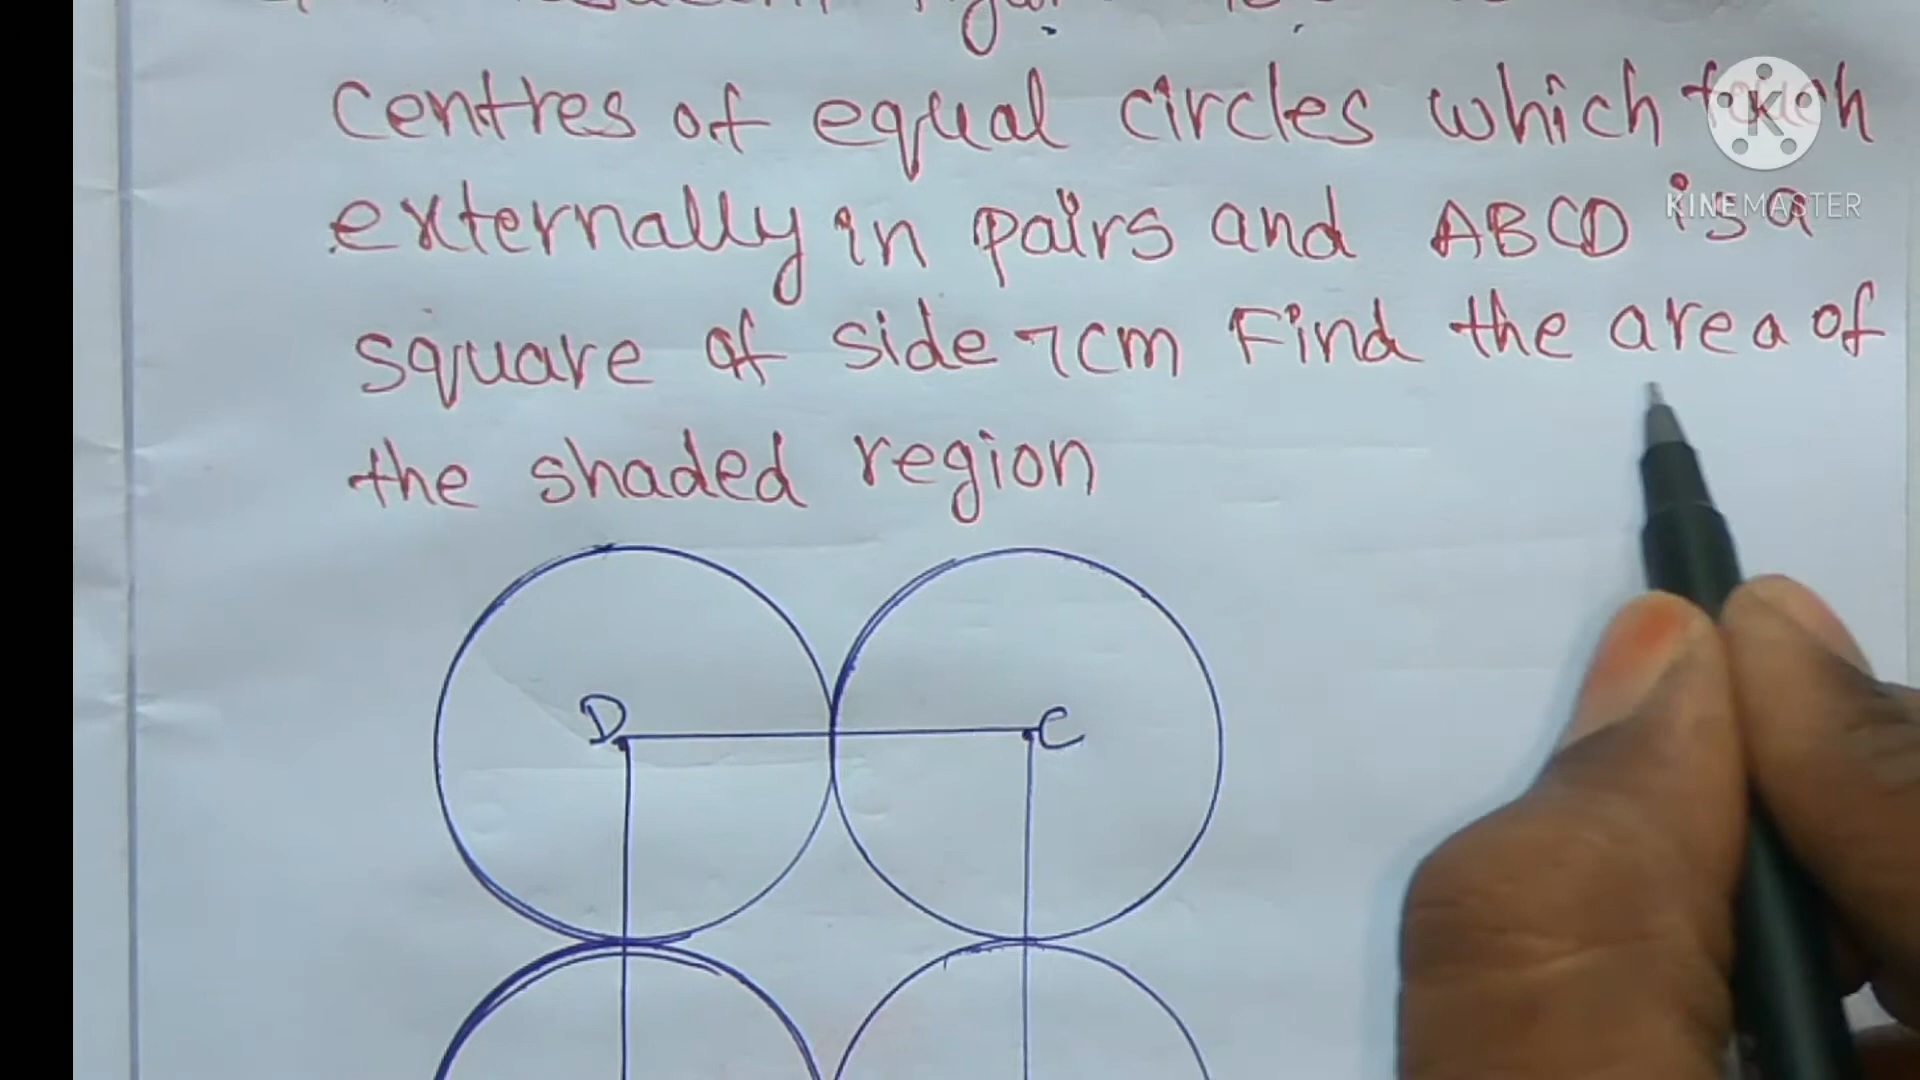 centres of equal circles which touch
externally in pairs and ABCD is a
square of side 7cm Find the area of
the shaded region
D
C
K
KINEMASTER